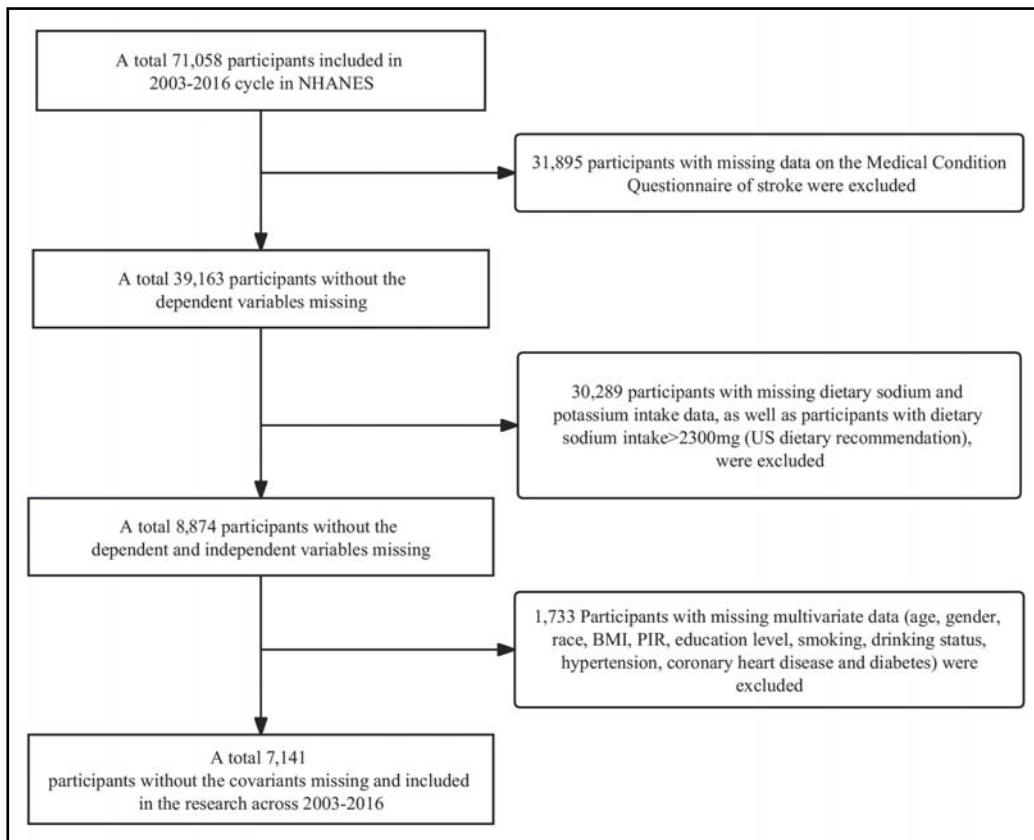 A total 71,058 participants included in
2003-2016 cycle in NHANES
31,895 participants with missing data on the Medical Condition
Questionnaire of stroke were excluded
A total 39,163 participants without the
dependent variables missing
30,289 participants with missing dietary sodium and
potassium intake data, as well as participants with dietary
sodium intake>2300mg (US dietary recommendation),
were excluded
A total 8,874 participants without the
dependent and independent variables missing
1,733 Participants with missing multivariate data (age, gender,
race, BMI, PIR, education level, smoking, drinking status,
hypertension, coronary heart disease and diabetes) were
excluded
A total 7,141
participants without the covariants missing and included
in the research across 2003-2016